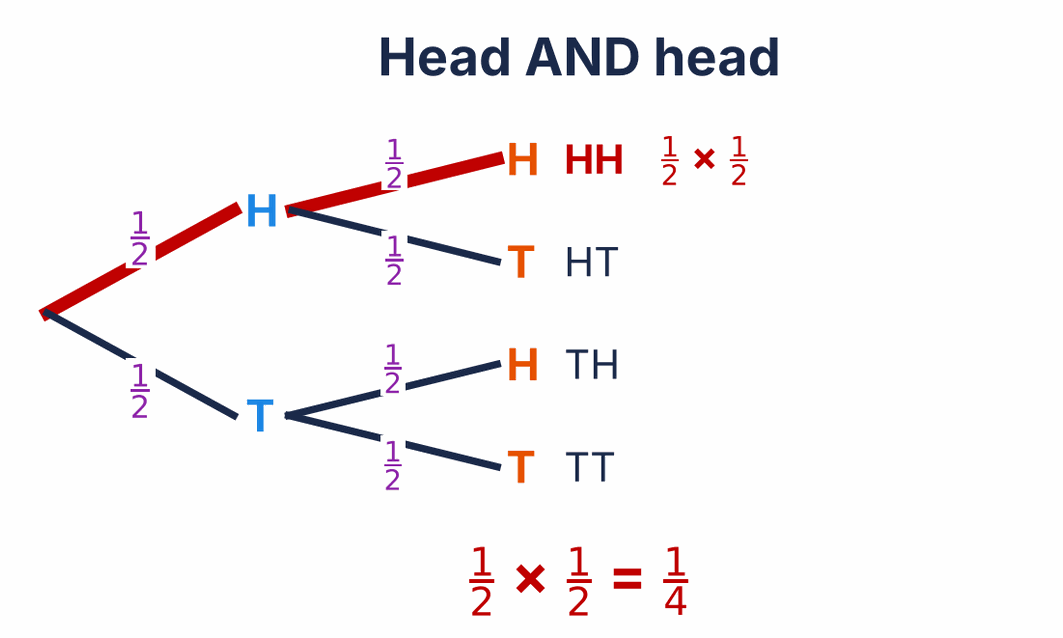 Head AND head
1/2 H HH 1/2 × 1/2
1/2 H
1/2 T HT
1/2 H TH
1/2 T
1/2 T TT
1/2 × 1/2 = 1/4